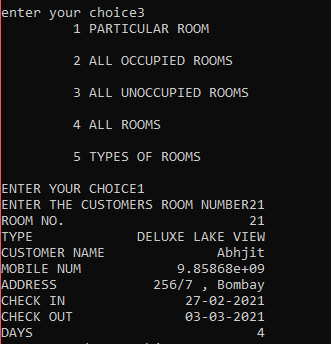 enter your choice3
1 PARTICULAR ROOM
2 ALL OCCUPIED ROOMS
3 ALL UNOCCUPIED ROOMS
4 ALL ROOMS
5 TYPES OF ROOMS
ENTER YOUR CHOICE1
ENTER THE CUSTOMERS ROOM NUMBER21
ROOM NO. 21
TYPE DELUXE LAKE VIEW
CUSTOMER NAME Abhjit
MOBILE NUM 9.85868e+09
ADDRESS 256/7 , Bombay
CHECK IN 27-02-2021
CHECK OUT 03-03-2021
DAYS 4